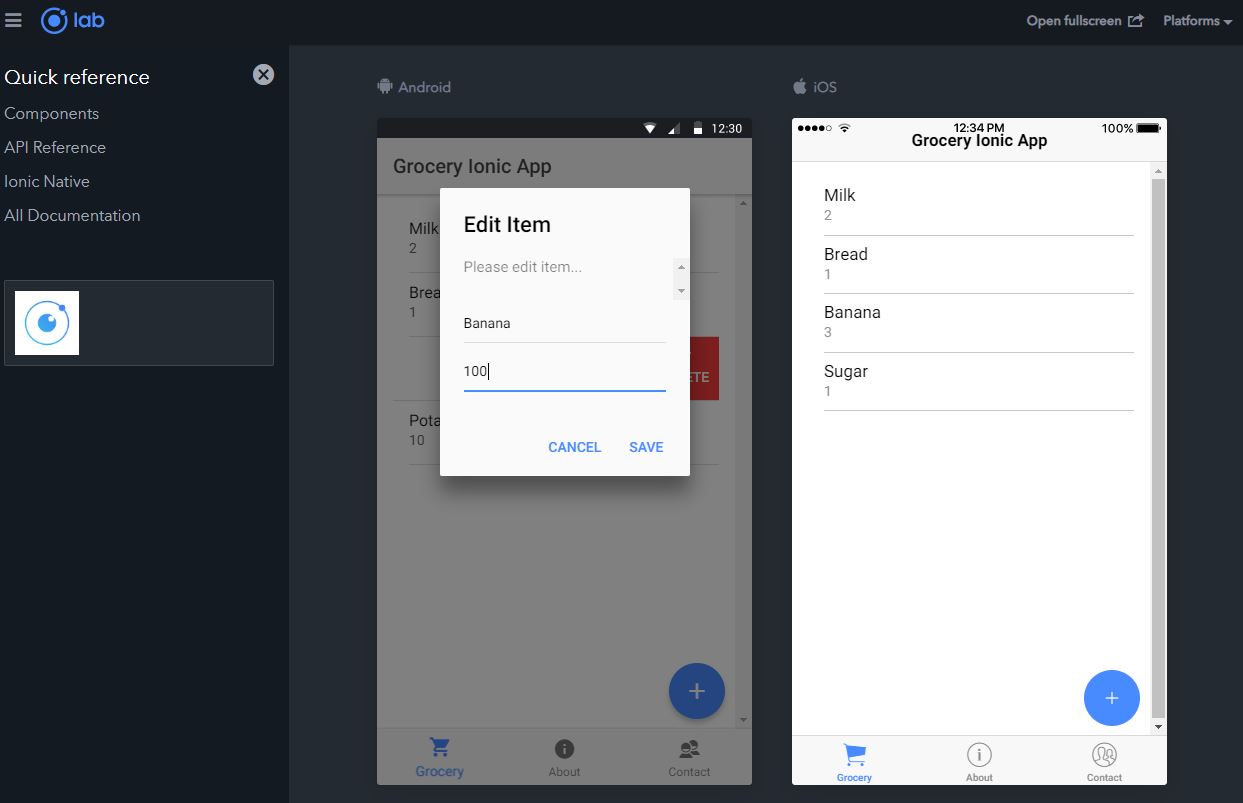 lab
Open fullscreen
Platforms
Quick reference
Components
API Reference
Ionic Native
All Documentation
Android
12:30
Grocery Ionic App
Milk
2
Brea
1
ETE
Pota
10
Edit Item
Please edit item...
Banana
100
CANCEL
SAVE
Grocery
About
Contact
iOS
12:34 PM
100%
Grocery Ionic App
Milk
2
Bread
1
Banana
3
Sugar
1
Grocery
About
Contact